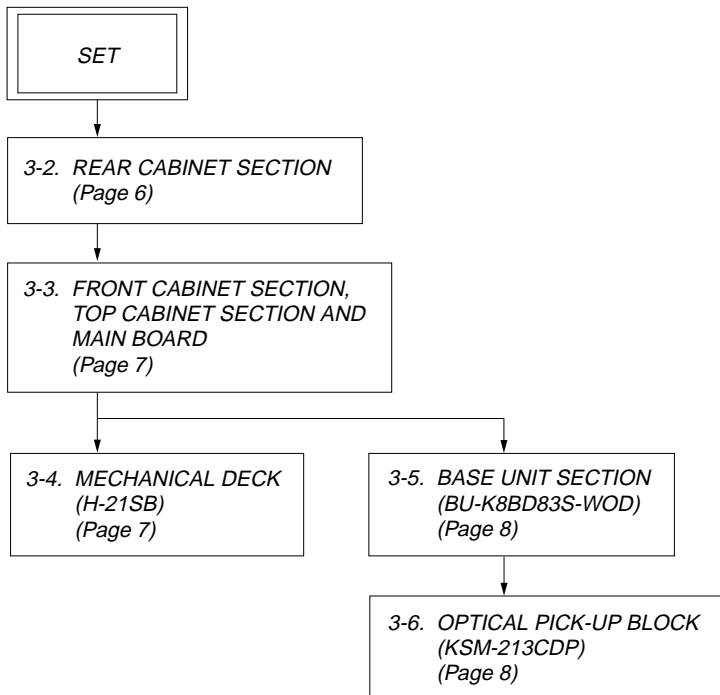 SET
3-2. REAR CABINET SECTION
(Page 6)
3-3. FRONT CABINET SECTION,
TOP CABINET SECTION AND
MAIN BOARD
(Page 7)
3-4. MECHANICAL DECK
(H-21SB)
(Page 7)
3-5. BASE UNIT SECTION
(BU-K8BD83S-WOD)
(Page 8)
3-6. OPTICAL PICK-UP BLOCK
(KSM-213CDP)
(Page 8)